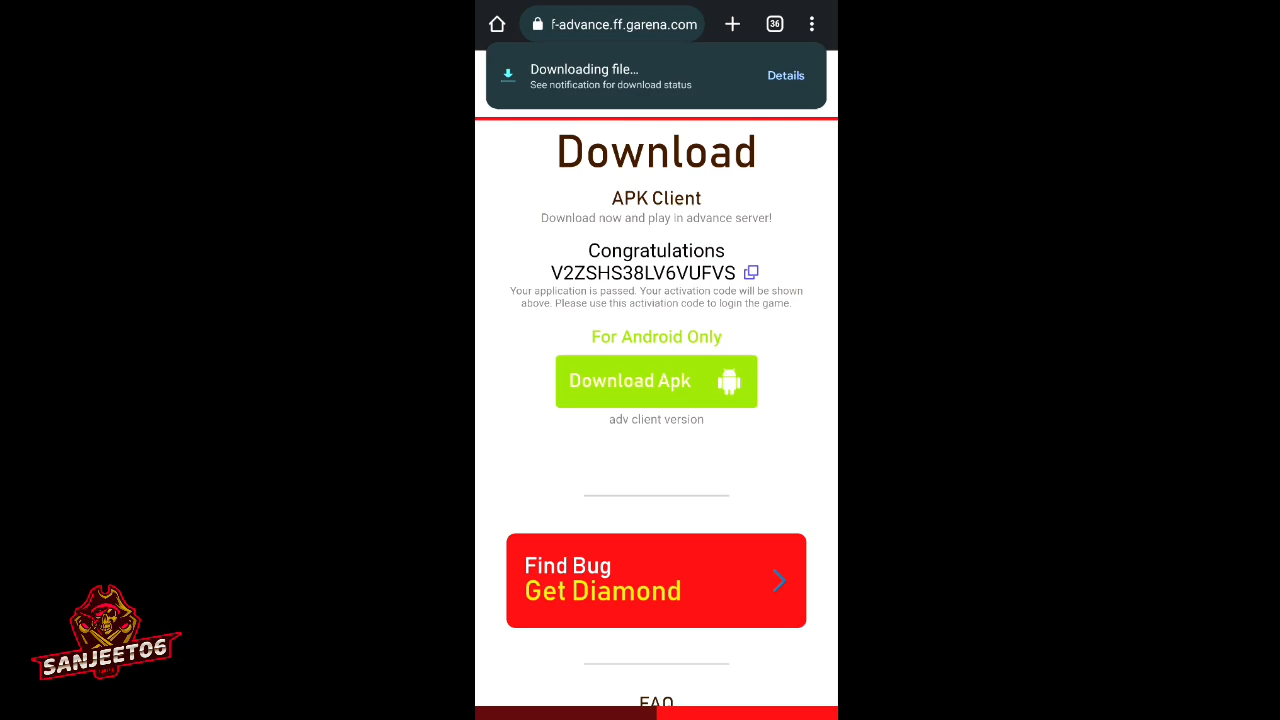 f-advance.ff.garena.com
36
Downloading file...
See notification for download status
Details
Download
APK Client
Download now and play in advance server!
Congratulations
V2ZSHS38LV6VUFVS
Your application is passed. Your activation code will be shown
above. Please use this activiation code to login the game.
For Android Only
Download Apk
adv client version
Find Bug
Get Diamond
FAQ
SANJEET06